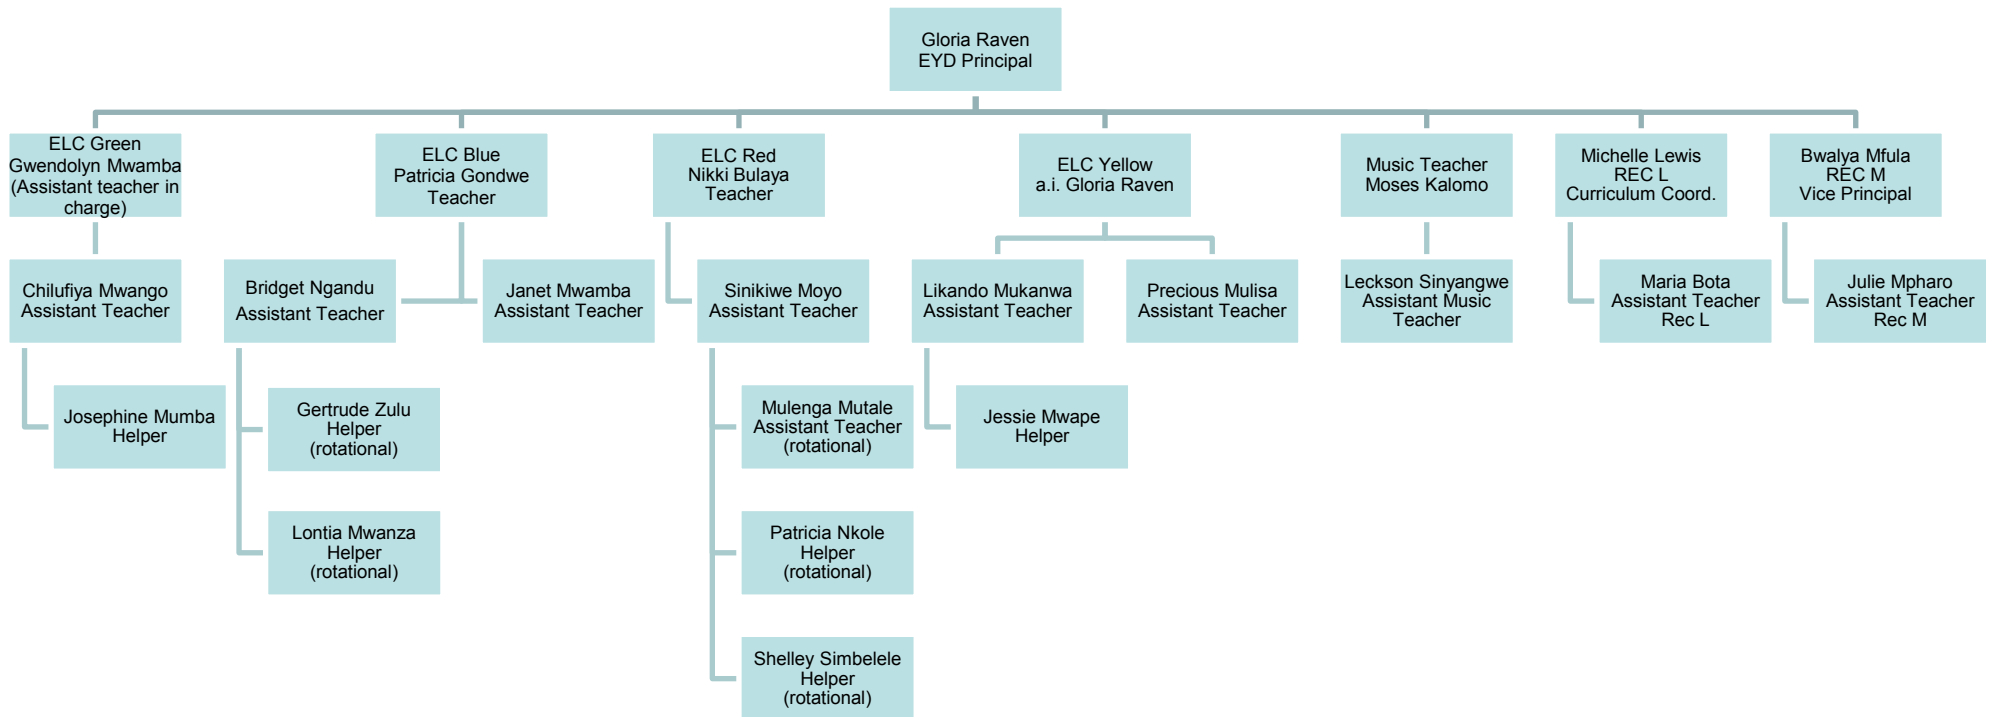 Gloria Raven
EYD Principal
ELC Green
Gwendolyn Mwamba
(Assistant teacher in
charge)
ELC Blue
Patricia Gondwe
Teacher
ELC Red
Nikki Bulaya
Teacher
ELC Yellow
a.i. Gloria Raven
Music Teacher
Moses Kalomo
Michelle Lewis
REC L
Curriculum Coord.
Bwalya Mfula
REC M
Vice Principal
Chilufiya Mwango
Assistant Teacher
Bridget Ngandu
Assistant Teacher
Janet Mwamba
Assistant Teacher
Sinikiwe Moyo
Assistant Teacher
Likando Mukanwa
Assistant Teacher
Precious Mulisa
Assistant Teacher
Leckson Sinyangwe
Assistant Music
Teacher
Maria Bota
Assistant Teacher
Rec L
Julie Mpharo
Assistant Teacher
Rec M
Josephine Mumba
Helper
Gertrude Zulu
Helper
(rotational)
Mulenga Mutale
Assistant Teacher
(rotational)
Jessie Mwape
Helper
Lontia Mwanza
Helper
(rotational)
Patricia Nkole
Helper
(rotational)
Shelley Simbelele
Helper
(rotational)